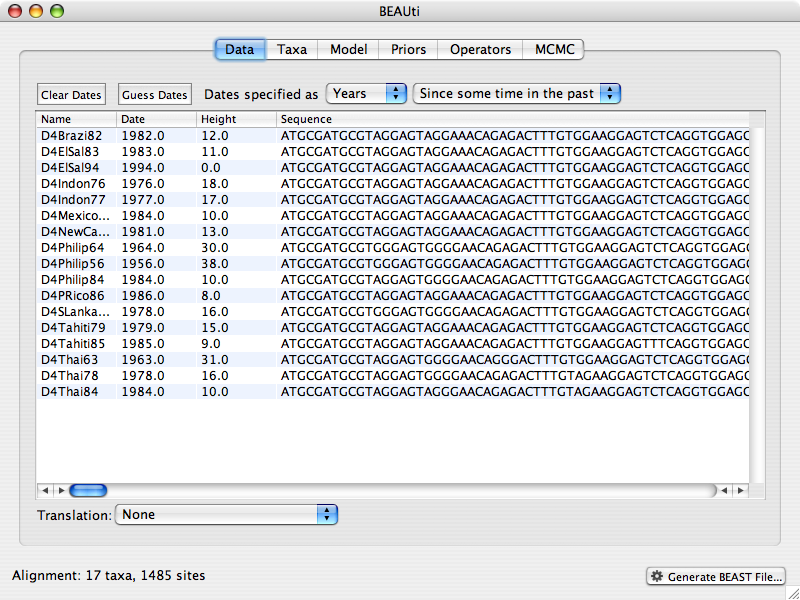 BEAUti
Data Taxa Model Priors Operators MCMC
Clear Dates Guess Dates Dates specified as Years Since some time in the past
Name Date Height Sequence
D4Brazi82 1982.0 12.0 ATGCGATGCGTAGGAGTAGGAAACAGAGACTTTGTGGAAGGAGTCTCAGGTGGAGC
D4ElSal83 1983.0 11.0 ATGCGATGCGTAGGAGTAGGAAACAGAGACTTTGTGGAAGGAGTCTCAGGTGGAGC
D4ElSal94 1994.0 0.0 ATGCGATGCGTAGGAGTAGGAAACAGAGACTTTGTGGAAGGAGTCTCAGGTGGAGC
D4Indon76 1976.0 18.0 ATGCGATGCGTAGGAGTAGGAAACAGAGACTTTGTGGAAGGAGTCTCAGGTGGAGC
D4Indon77 1977.0 17.0 ATGCGATGCGTAGGAGTAGGAAACAGAGACTTTGTGGAAGGAGTCTCAGGTGGAGC
D4Mexico... 1984.0 10.0 ATGCGATGCGTAGGAGTAGGAAACAGAGACTTTGTGGAAGGAGTCTCAGGTGGAGC
D4NewCa... 1981.0 13.0 ATGCGATGCGTAGGAGTAGGAAACAGAGACTTTGTGGAAGGAGTCTCAGGTGGAGC
D4Philip64 1964.0 30.0 ATGCGATGCGTGGGAGTGGGGAACAGAGACTTTGTGGAAGGAGTCTCAGGTGGAGC
D4Philip56 1956.0 38.0 ATGCGATGCGTGGGAGTGGGGAACAGAGACTTTGTGGAAGGAGTCTCAGGTGGAGC
D4Philip84 1984.0 10.0 ATGCGATGCGTAGGAGTAGGGAACAGAGACTTTGTGGAAGGAGTCTCAGGTGGAGC
D4PRico86 1986.0 8.0 ATGCGATGCGTAGGAGTAGGAAACAGAGACTTTGTGGAAGGAGTCTCAGGTGGAGC
D4SLanka... 1978.0 16.0 ATGCGATGCGTGGGAGTGGGGAACAGAGACTTTGTGGAAGGAGTCTCAGGTGGAGC
D4Tahiti79 1979.0 15.0 ATGCGATGCGTAGGAGTAGGAAACAGAGACTTTGTGGAAGGAGTCTCAGGTGGAGC
D4Tahiti85 1985.0 9.0 ATGCGATGCGTAGGAGTAGGAAACAGAGACTTTGTGGAAGGAGTTTCAGGTGGAGC
D4Thai63 1963.0 31.0 ATGCGATGCGTAGGAGTGGGGAACAGGGACTTTGTGGAAGGAGTCTCAGGTGGAGC
D4Thai78 1978.0 16.0 ATGCGATGCGTAGGAGTGGGGAACAGAGACTTTGTAGAAGGAGTCTCAGGTGGAGC
D4Thai84 1984.0 10.0 ATGCGATGCGTAGGAGTAGGGAACAGAGACTTTGTAGAAGGAGTCTCAGGTGGAGC
Translation: None
Alignment: 17 taxa, 1485 sites Generate BEAST File...